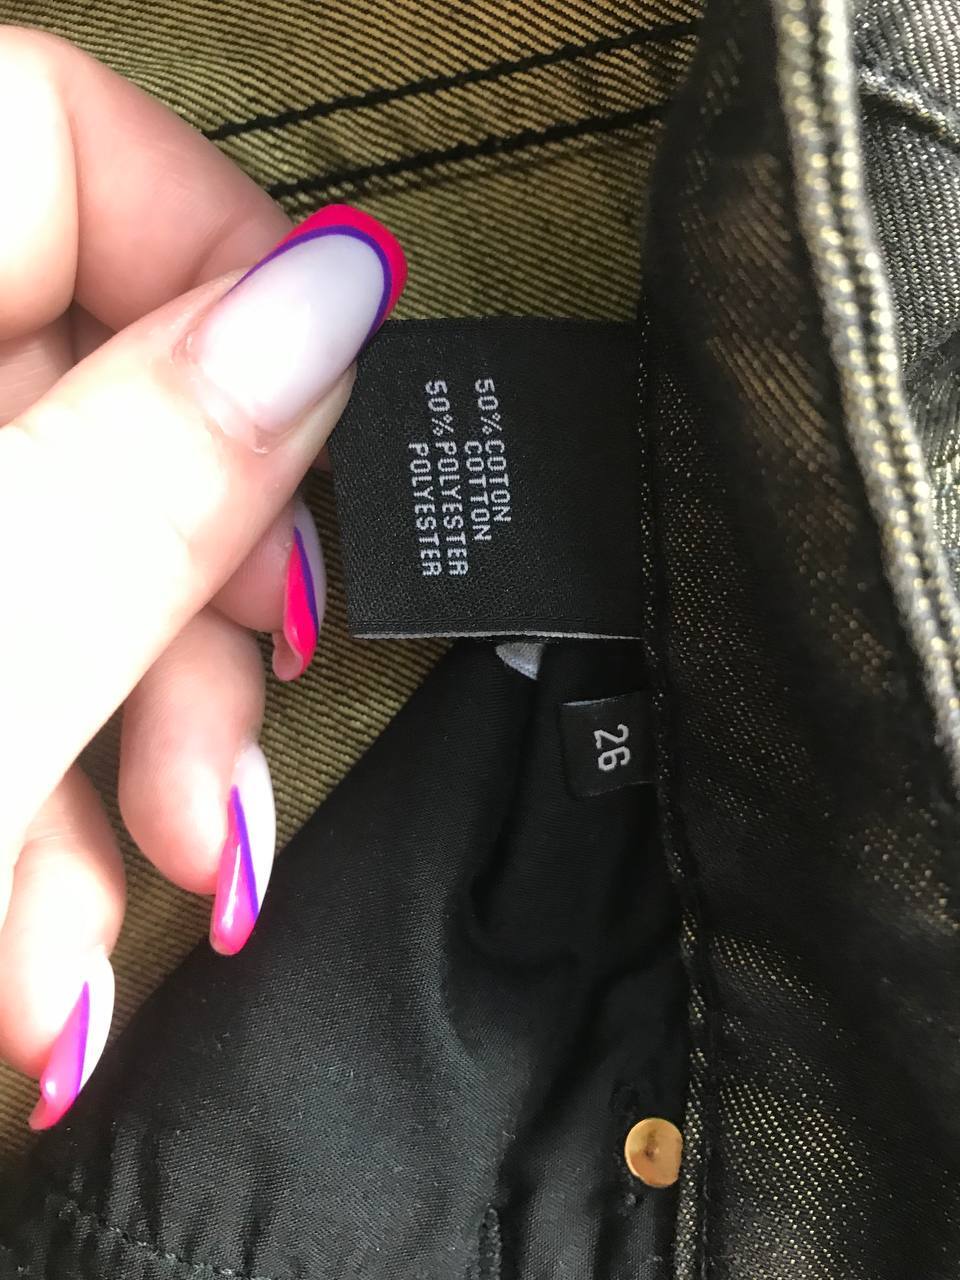 50% COTON
COTTON
50% POLYESTER
POLYESTER
26